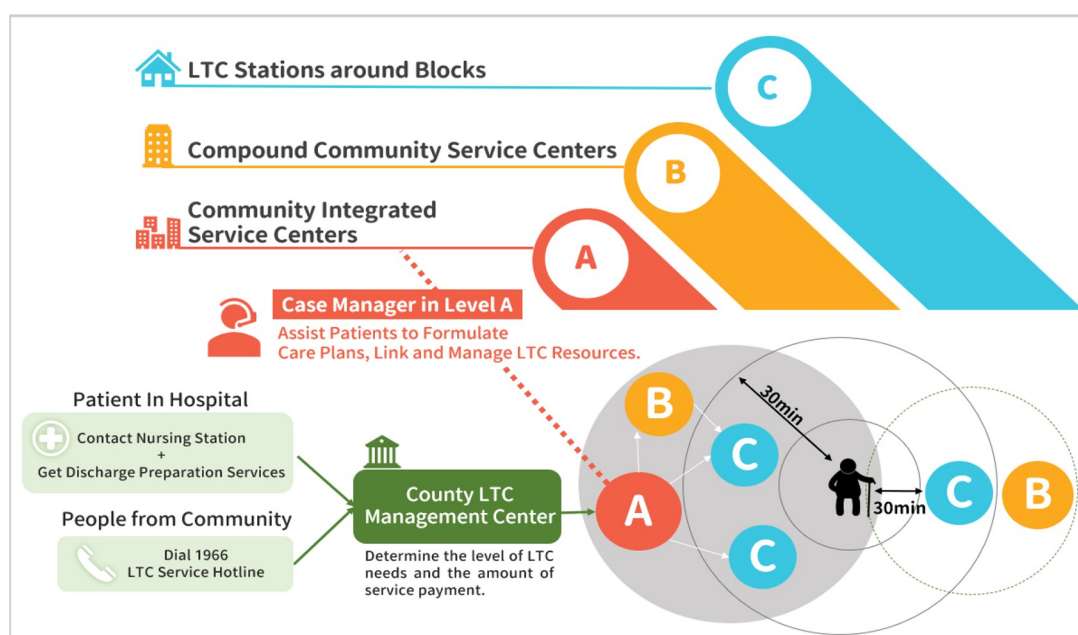 LTC Stations around Blocks
C
Compound Community Service Centers
B
Community Integrated
Service Centers
A
Case Manager in Level A
Assist Patients to Formulate
Care Plans, Link and Manage LTC Resources.
Patient In Hospital
Contact Nursing Station
+
Get Discharge Preparation Services
People from Community
Dial 1966
LTC Service Hotline
County LTC
Management Center
Determine the level of LTC
needs and the amount of
service payment.
B
C
A
C
30min
30min
C
B